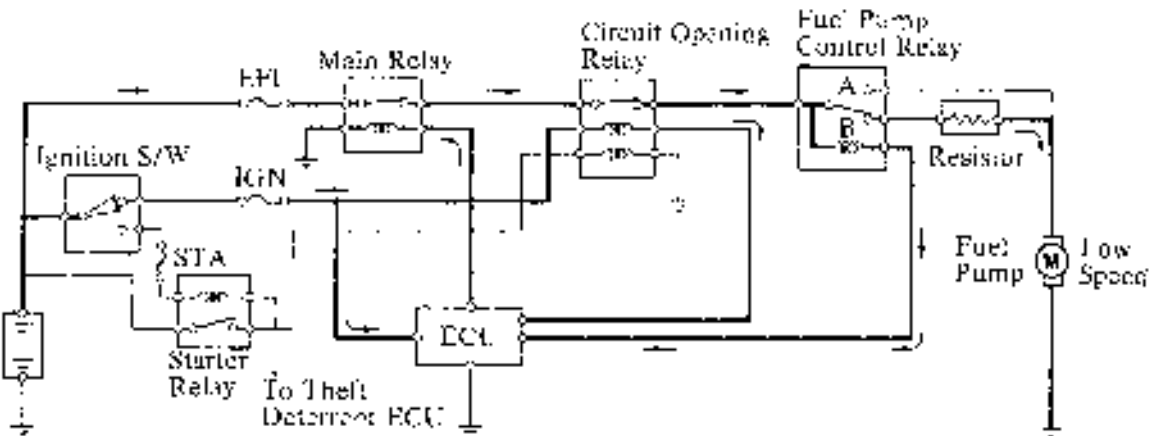 Fuel Pump
Control Relay
Circuit Opening
Relay
Main Relay
EFI
A
B
Ignition S/W
IGN
Resistor
STA
Fuel
Pump
M
Low
Speed
ECU
Starter
Relay
To Theft
Deterrent ECU